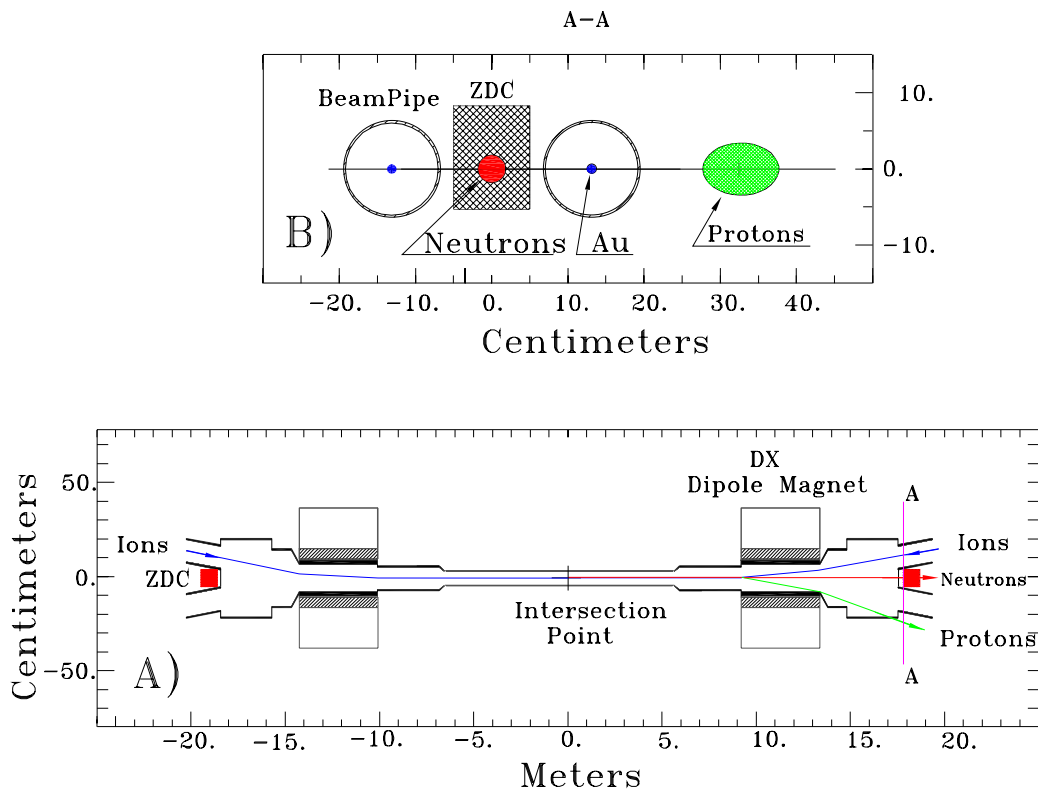 A-A
ZDC
BeamPipe
10.
0.
-10.
B)
Neutrons
Au
Protons
-20.
-10.
0.
10.
20.
30.
40.
Centimeters
DX
Dipole Magnet
A
50.
Ions
Ions
0.
ZDC
Neutrons
Intersection
Point
Protons
-50.
A)
A
Centimeters
-20.
-15.
-10.
-5.
0.
5.
10.
15.
20.
Meters